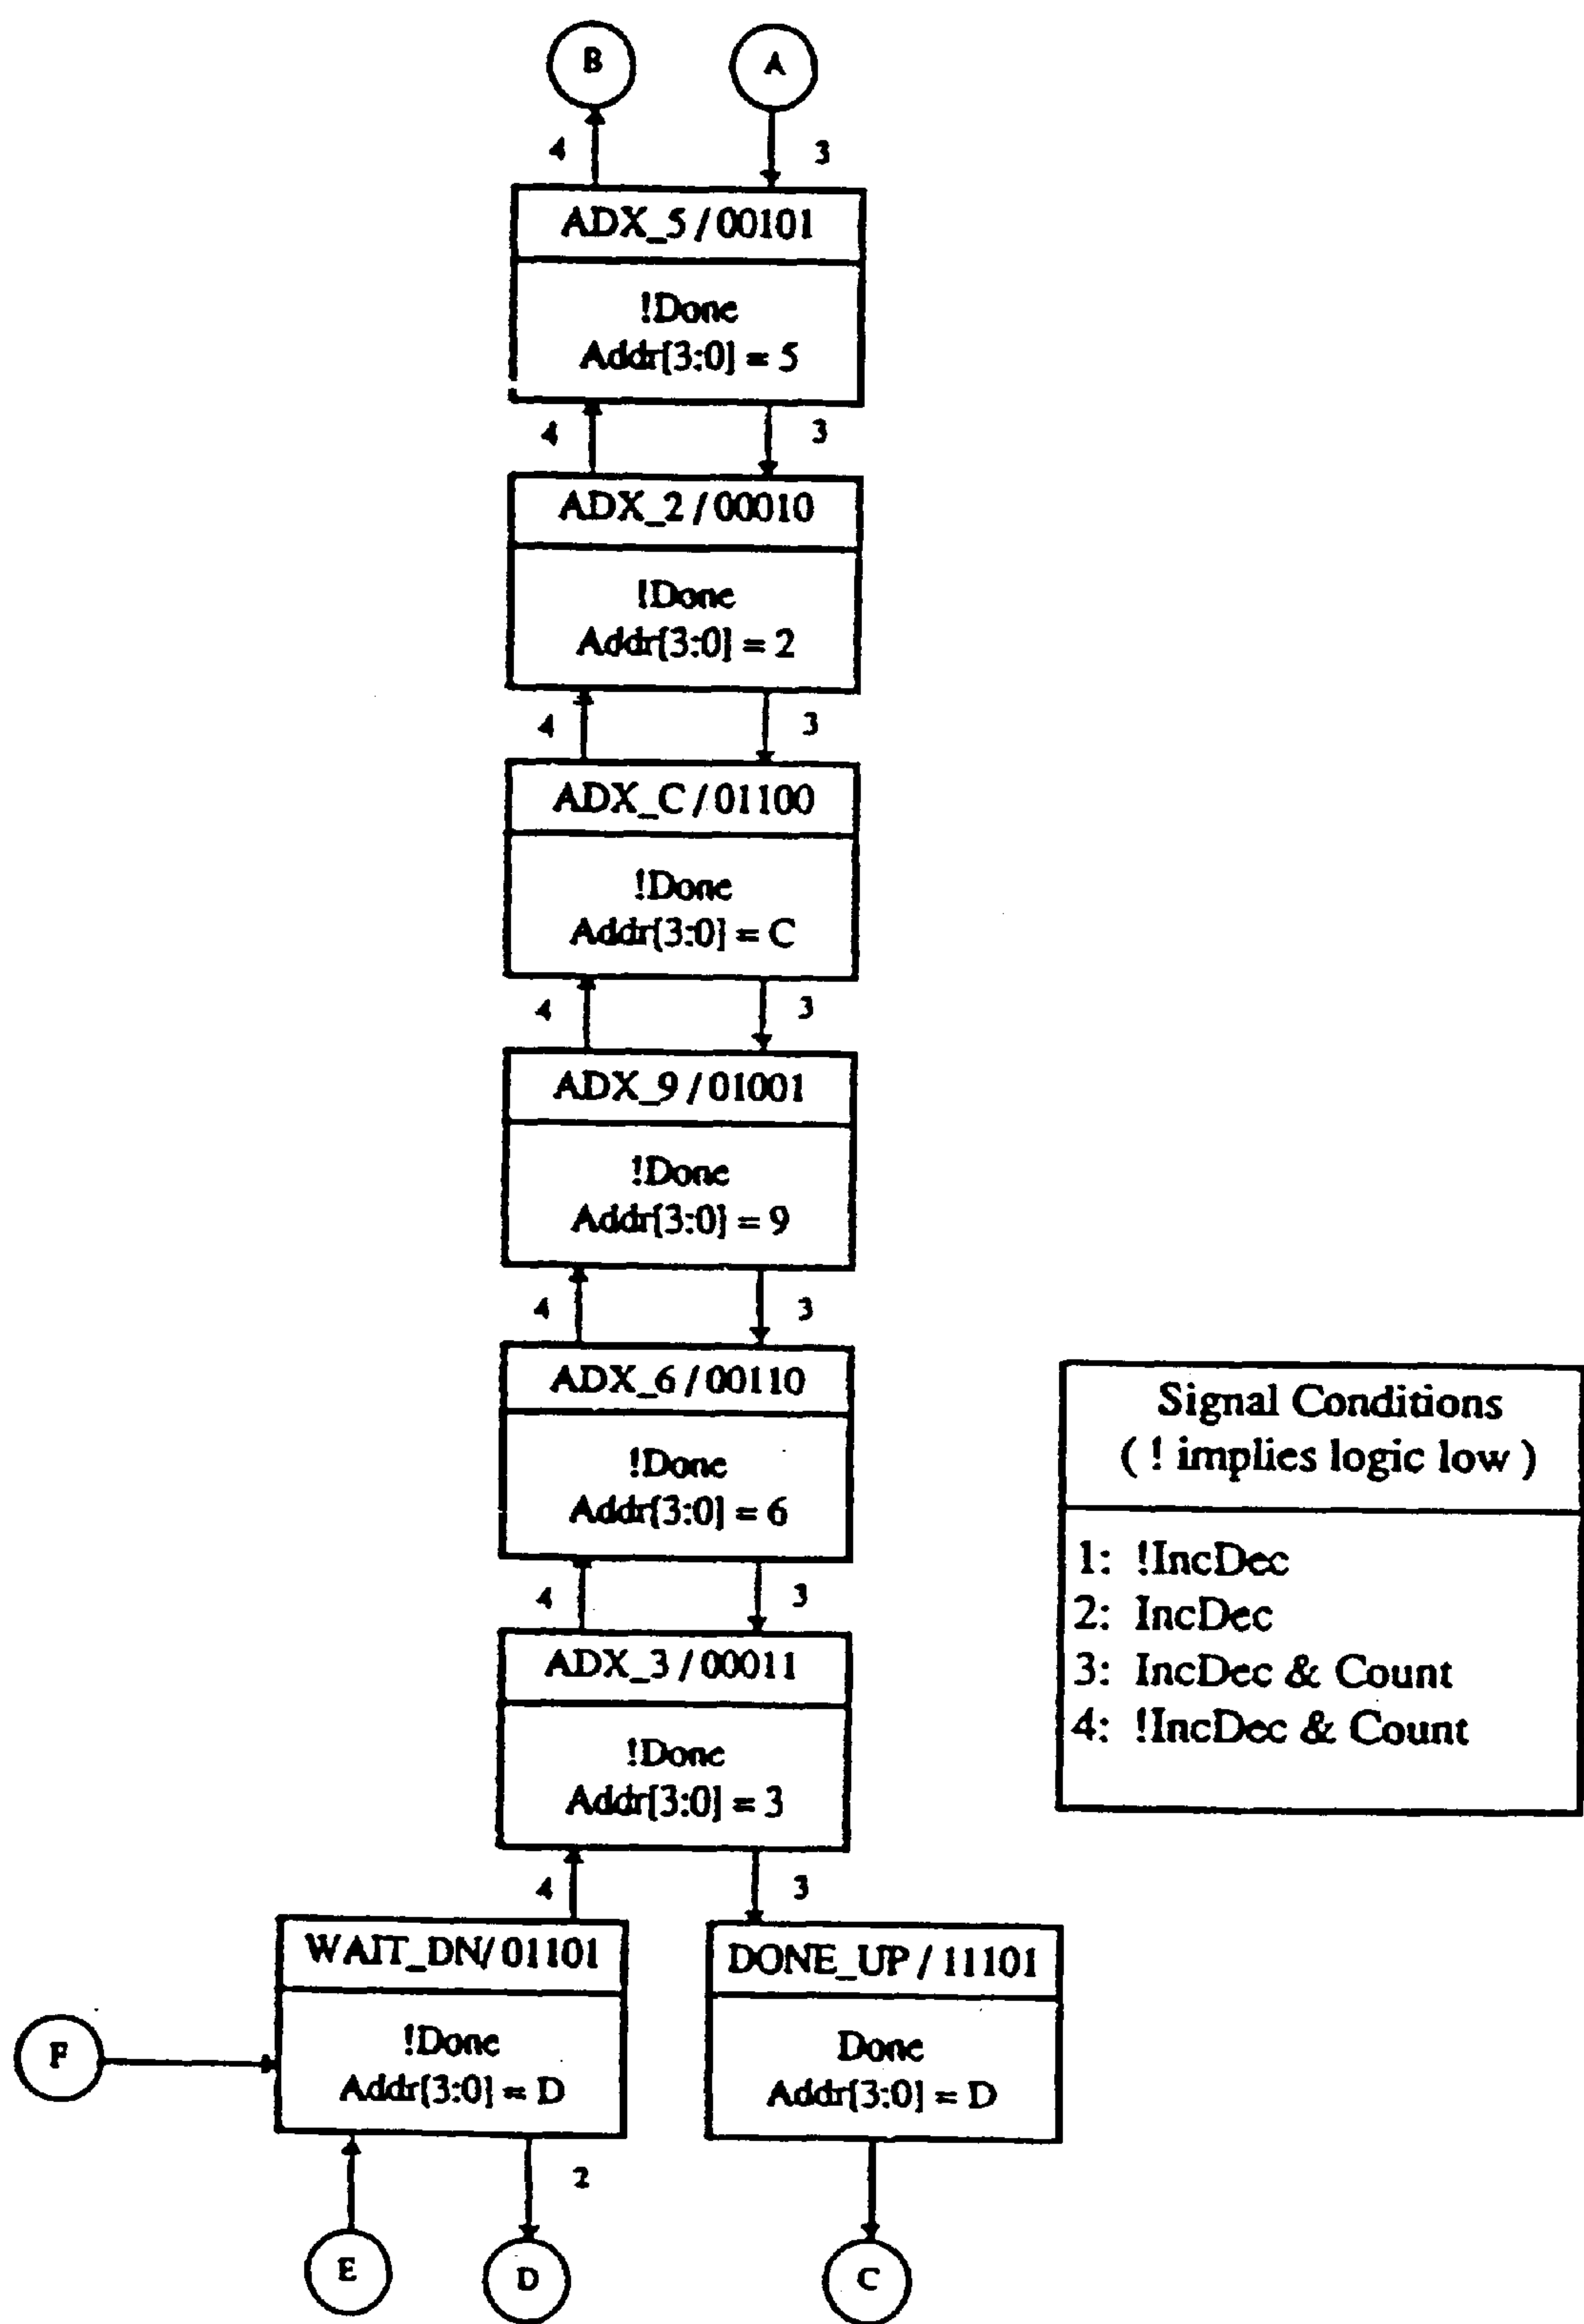 B
A
4
3
ADX_5 / 00101
!Done
Addr[3:0] = 5
4
3
ADX_2 / 00010
!Done
Addr[3:0] = 2
4
3
ADX_C / 01100
!Done
Addr[3:0] = C
4
3
ADX_9 / 01001
!Done
Addr[3:0] = 9
4
3
ADX_6 / 00110
!Done
Addr[3:0] = 6
4
3
ADX_3 / 00011
!Done
Addr[3:0] = 3
4
3
WAIT_DN/ 01101
!Done
Addr[3:0] = D
DONE_UP / 11101
Done
Addr[3:0] = D
F
2
E
D
C
Signal Conditions
( ! implies logic low )
1: !IncDec
2: IncDec
3: IncDec & Count
4: !IncDec & Count